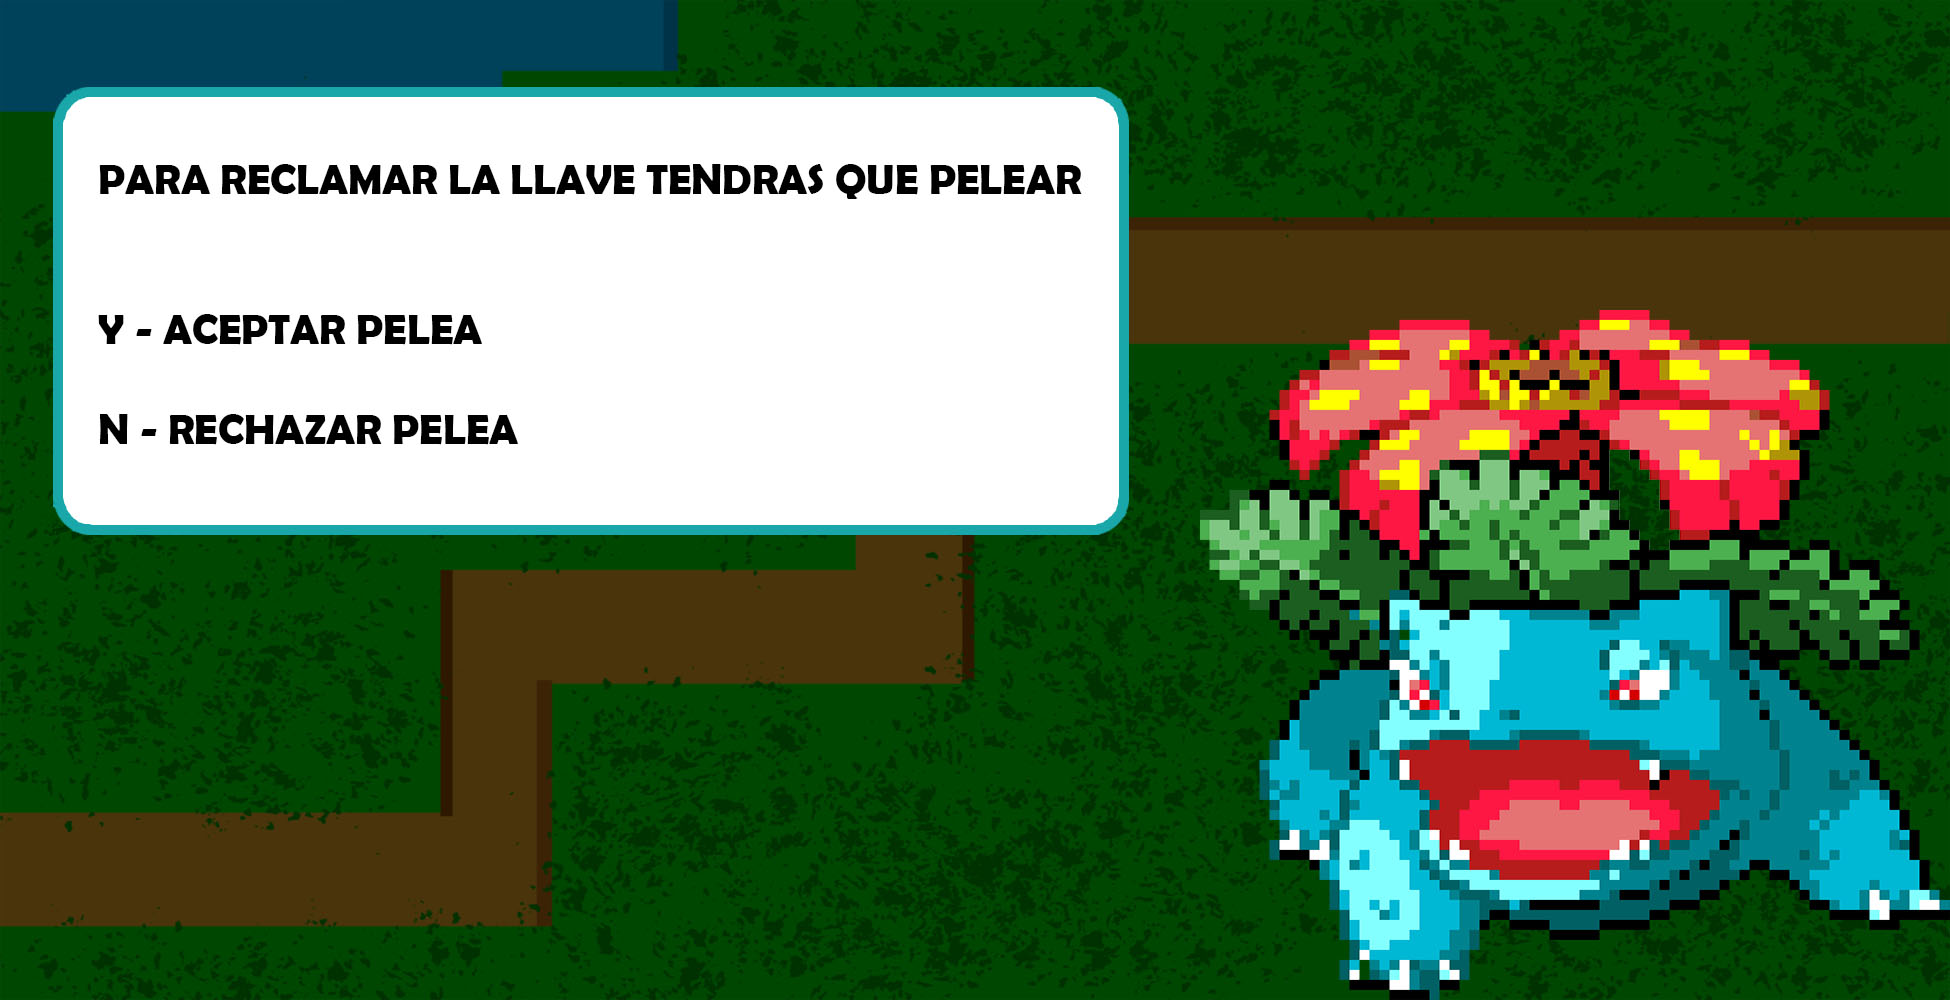 PARA RECLAMAR LA LLAVE TENDRAS QUE PELEAR
Y - ACEPTAR PELEA
N - RECHAZAR PELEA